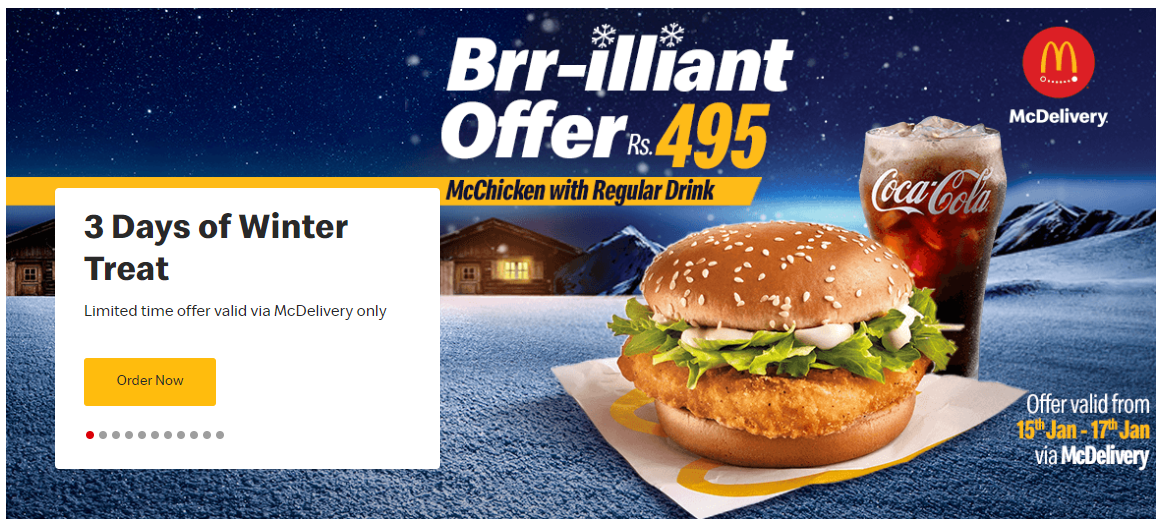 Brr-illiant
Offer Rs. 495
McChicken with Regular Drink
McDelivery
Coca-Cola
3 Days of Winter
Treat
Limited time offer valid via McDelivery only
Order Now
Offer valid from
15th Jan - 17th Jan
via McDelivery